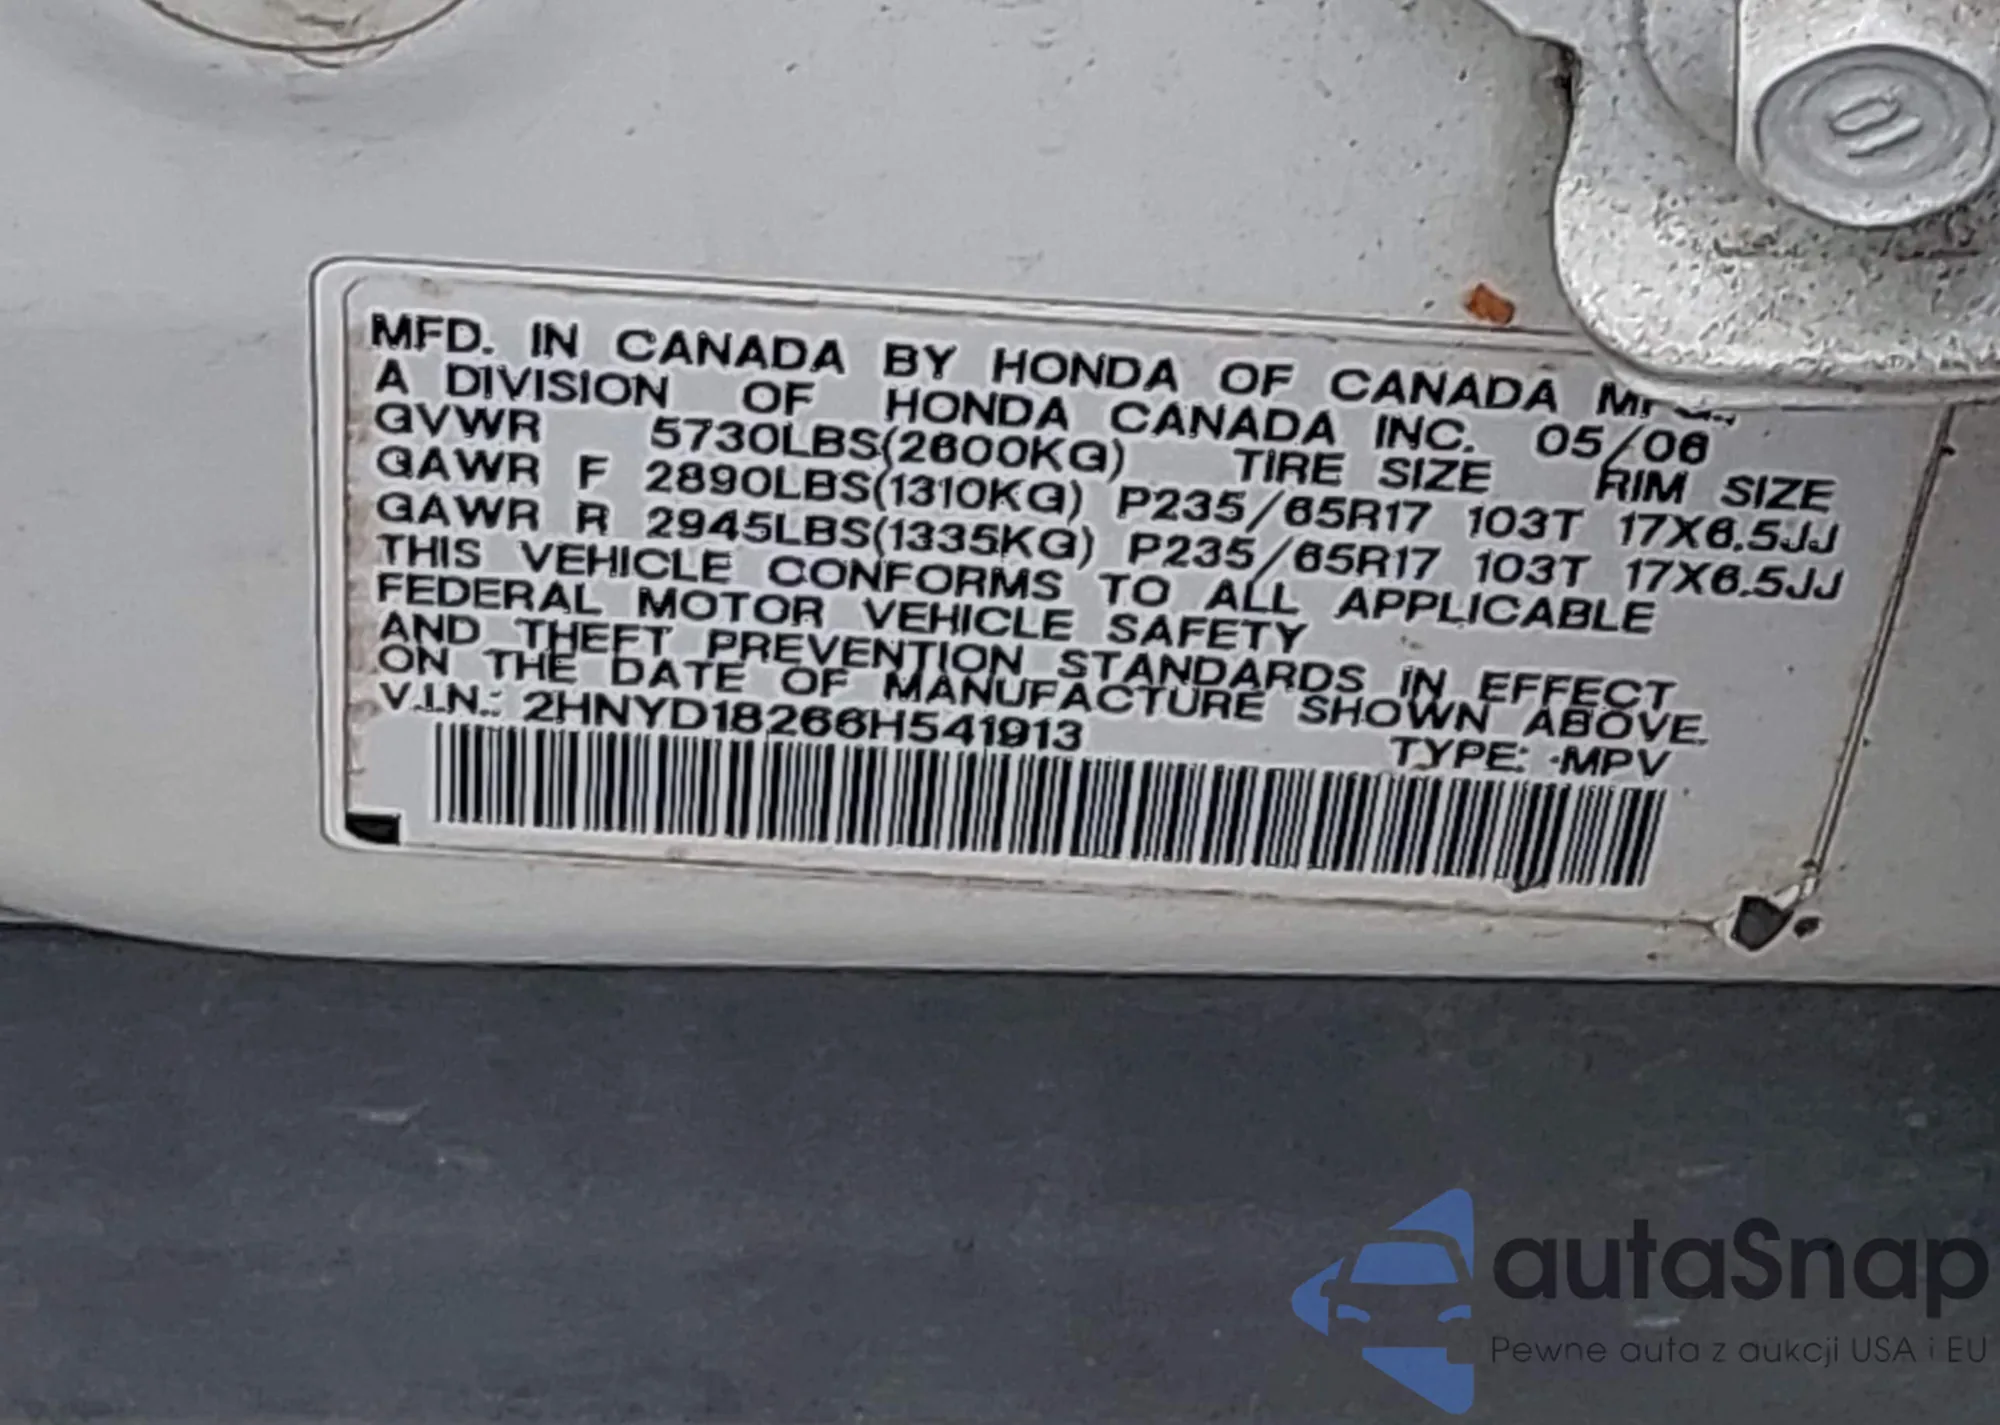 MFD. IN CANADA BY HONDA OF CANADA MFG.,
A DIVISION OF HONDA CANADA INC. 05/06
GVWR 5730LBS(2600KG) TIRE SIZE RIM SIZE
GAWR F 2890LBS(1310KG) P235/65R17 103T 17X6.5JJ
GAWR R 2945LBS(1335KG) P235/65R17 103T 17X6.5JJ
THIS VEHICLE CONFORMS TO ALL APPLICABLE
FEDERAL MOTOR VEHICLE SAFETY
AND THEFT PREVENTION STANDARDS IN EFFECT
ON THE DATE OF MANUFACTURE SHOWN ABOVE.
V.I.N.: 2HNYD18266H541913 TYPE: MPV
autaSnap
Pewne auta z aukcji USA i EU